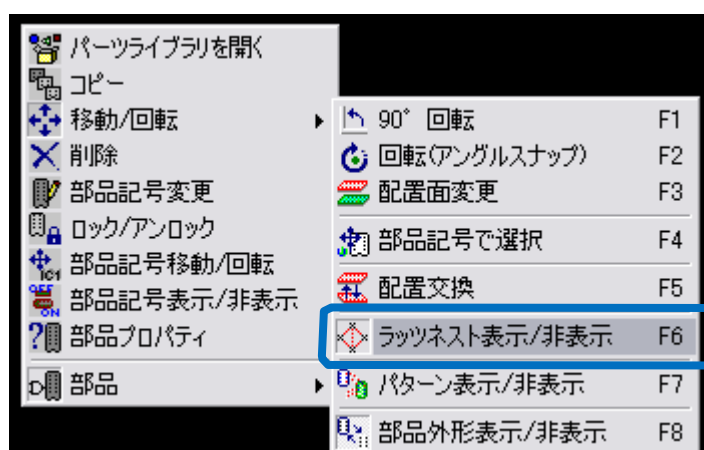 パーツライブラリを開く
コピー
移動/回転
削除
部品記号変更
ロック/アンロック
部品記号移動/回転
部品記号表示/非表示
部品プロパティ
部品
90° 回転 F1
回転(アングルスナップ) F2
配置面変更 F3
部品記号で選択 F4
配置交換 F5
ラッツネスト表示/非表示 F6
パターン表示/非表示 F7
部品外形表示/非表示 F8